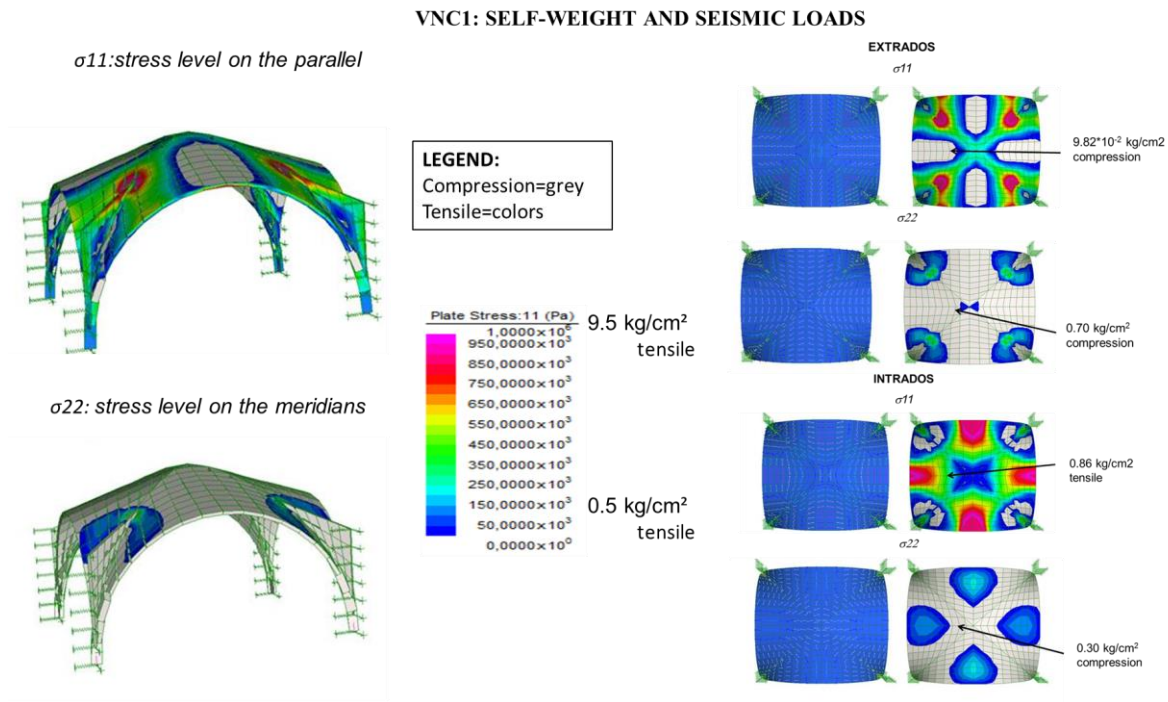 VNC1: SELF-WEIGHT AND SEISMIC LOADS
σ11:stress level on the parallel
LEGEND:
Compression=grey
Tensile=colors
Plate Stress:11 (Pa)
1,0000x10⁶
950,0000x10³
850,0000x10³
750,0000x10³
650,0000x10³
550,0000x10³
450,0000x10³
350,0000x10³
250,0000x10³
150,0000x10³
50,0000x10³
0,0000x10⁰
9.5 kg/cm²
tensile
0.5 kg/cm²
tensile
σ22: stress level on the meridians
EXTRADOS
σ11
9.82*10⁻² kg/cm2
compression
σ22
0.70 kg/cm²
compression
INTRADOS
σ11
0.86 kg/cm2
tensile
σ22
0.30 kg/cm²
compression